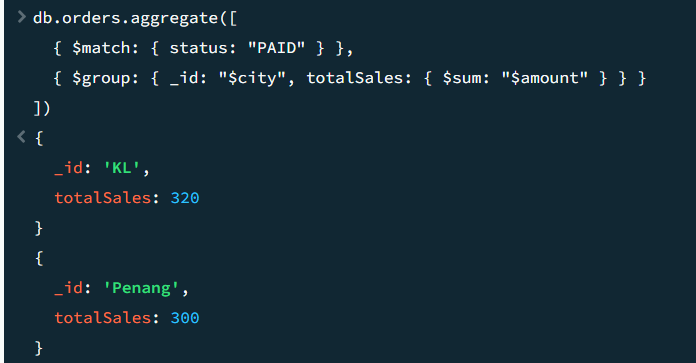 > db.orders.aggregate([
{ $match: { status: "PAID" } },
{ $group: { _id: "$city", totalSales: { $sum: "$amount" } } }
])
< {
_id: 'KL',
totalSales: 320
}
{
_id: 'Penang',
totalSales: 300
}